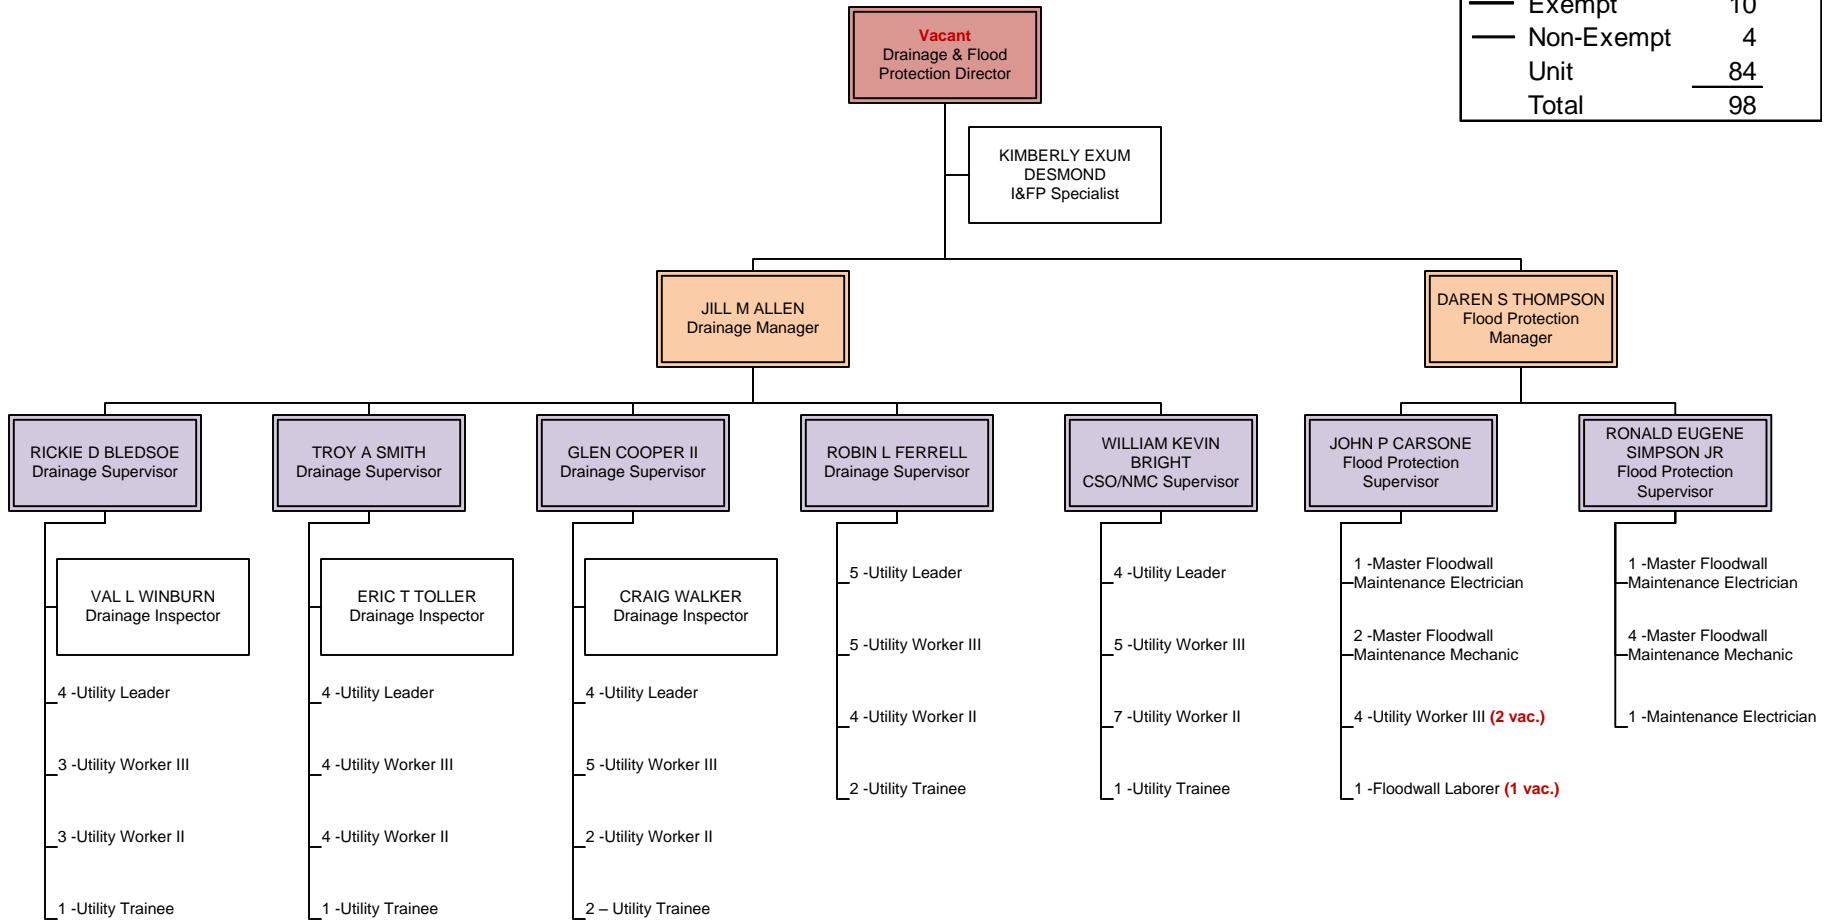 Exempt 10
Non-Exempt 4
Unit 84
Total 98
Vacant
Drainage & Flood
Protection Director
KIMBERLY EXUM
DESMOND
I&FP Specialist
JILL M ALLEN
Drainage Manager
DAREN S THOMPSON
Flood Protection
Manager
RICKIE D BLEDSOE
Drainage Supervisor
TROY A SMITH
Drainage Supervisor
GLEN COOPER II
Drainage Supervisor
ROBIN L FERRELL
Drainage Supervisor
WILLIAM KEVIN
BRIGHT
CSO/NMC Supervisor
JOHN P CARSONE
Flood Protection
Supervisor
RONALD EUGENE
SIMPSON JR
Flood Protection
Supervisor
VAL L WINBURN
Drainage Inspector
4 -Utility Leader
3 -Utility Worker III
3 -Utility Worker II
1 -Utility Trainee
ERIC T TOLLER
Drainage Inspector
4 -Utility Leader
4 -Utility Worker III
4 -Utility Worker II
1 -Utility Trainee
CRAIG WALKER
Drainage Inspector
4 -Utility Leader
5 -Utility Worker III
2 -Utility Worker II
2 – Utility Trainee
5 -Utility Leader
5 -Utility Worker III
4 -Utility Worker II
2 -Utility Trainee
4 -Utility Leader
5 -Utility Worker III
7 -Utility Worker II
1 -Utility Trainee
1 -Master Floodwall
Maintenance Electrician
2 -Master Floodwall
Maintenance Mechanic
4 -Utility Worker III (2 vac.)
1 -Floodwall Laborer (1 vac.)
1 -Master Floodwall
Maintenance Electrician
4 -Master Floodwall
Maintenance Mechanic
1 -Maintenance Electrician